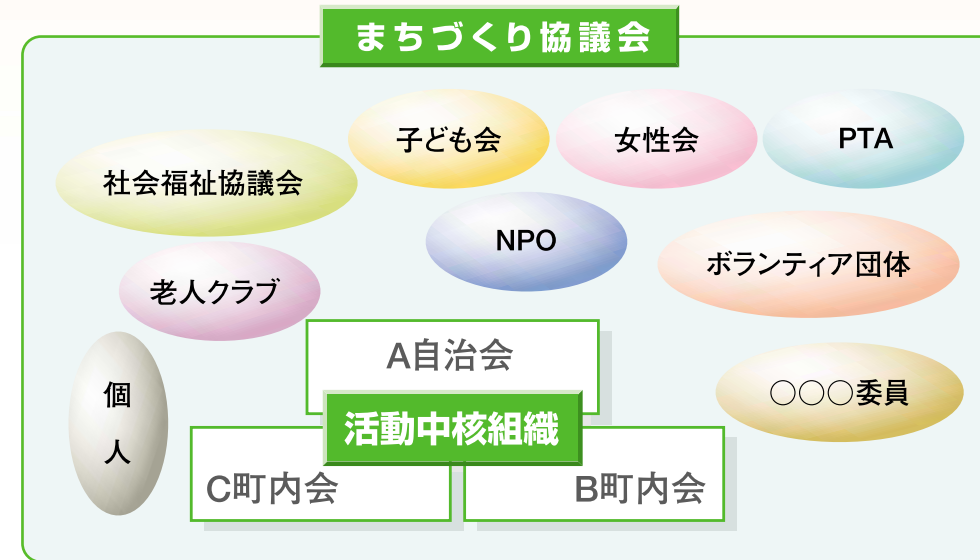 まちづくり協議会
子ども会
女性会
PTA
社会福祉協議会
NPO
ボランティア団体
老人クラブ
A自治会
個人
○○○委員
活動中核組織
C町内会
B町内会